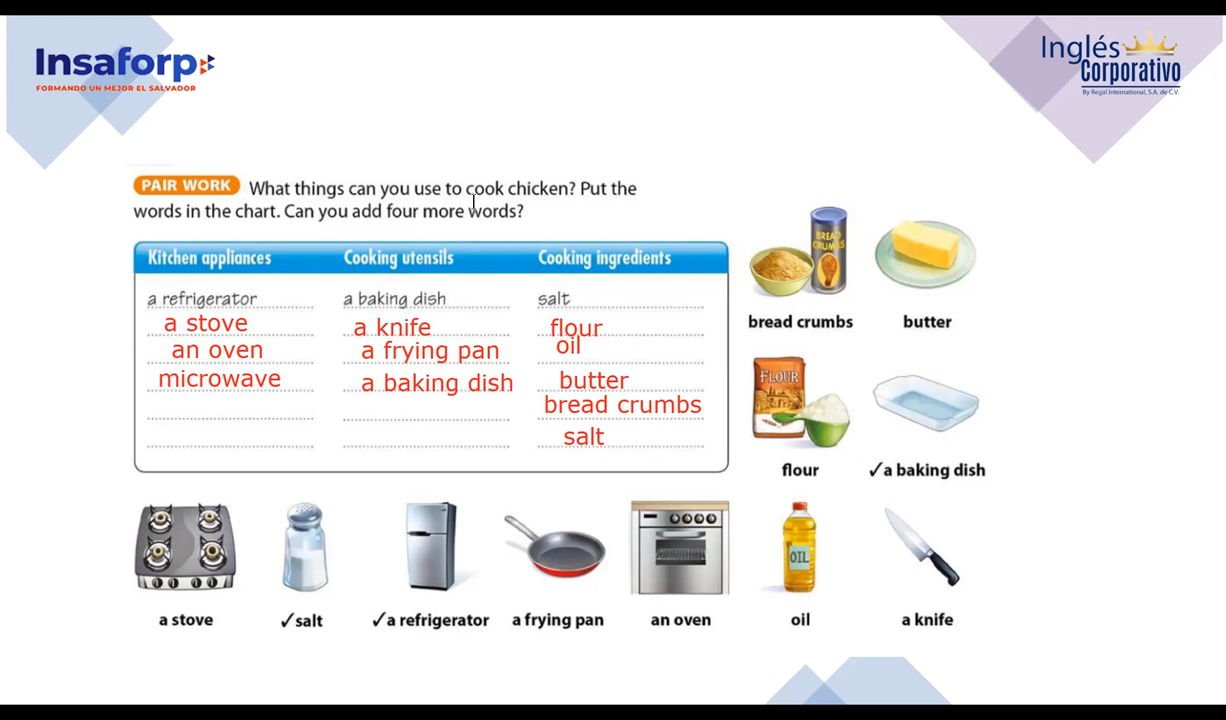 Insaforp
FORMANDO UN MEJOR EL SALVADOR
Inglés
Corporativo
By Regal International, S.A. de C.V.
PAIR WORK What things can you use to cook chicken? Put the
words in the chart. Can you add four more words?
Kitchen appliances Cooking utensils Cooking ingredients
a refrigerator a baking dish salt
a stove a knife flour
an oven a frying pan oil
microwave a baking dish butter
bread crumbs
salt
BREAD
CRUMBS
bread crumbs butter
FLOUR
flour ✓a baking dish
OIL
a stove ✓salt ✓a refrigerator a frying pan an oven oil a knife